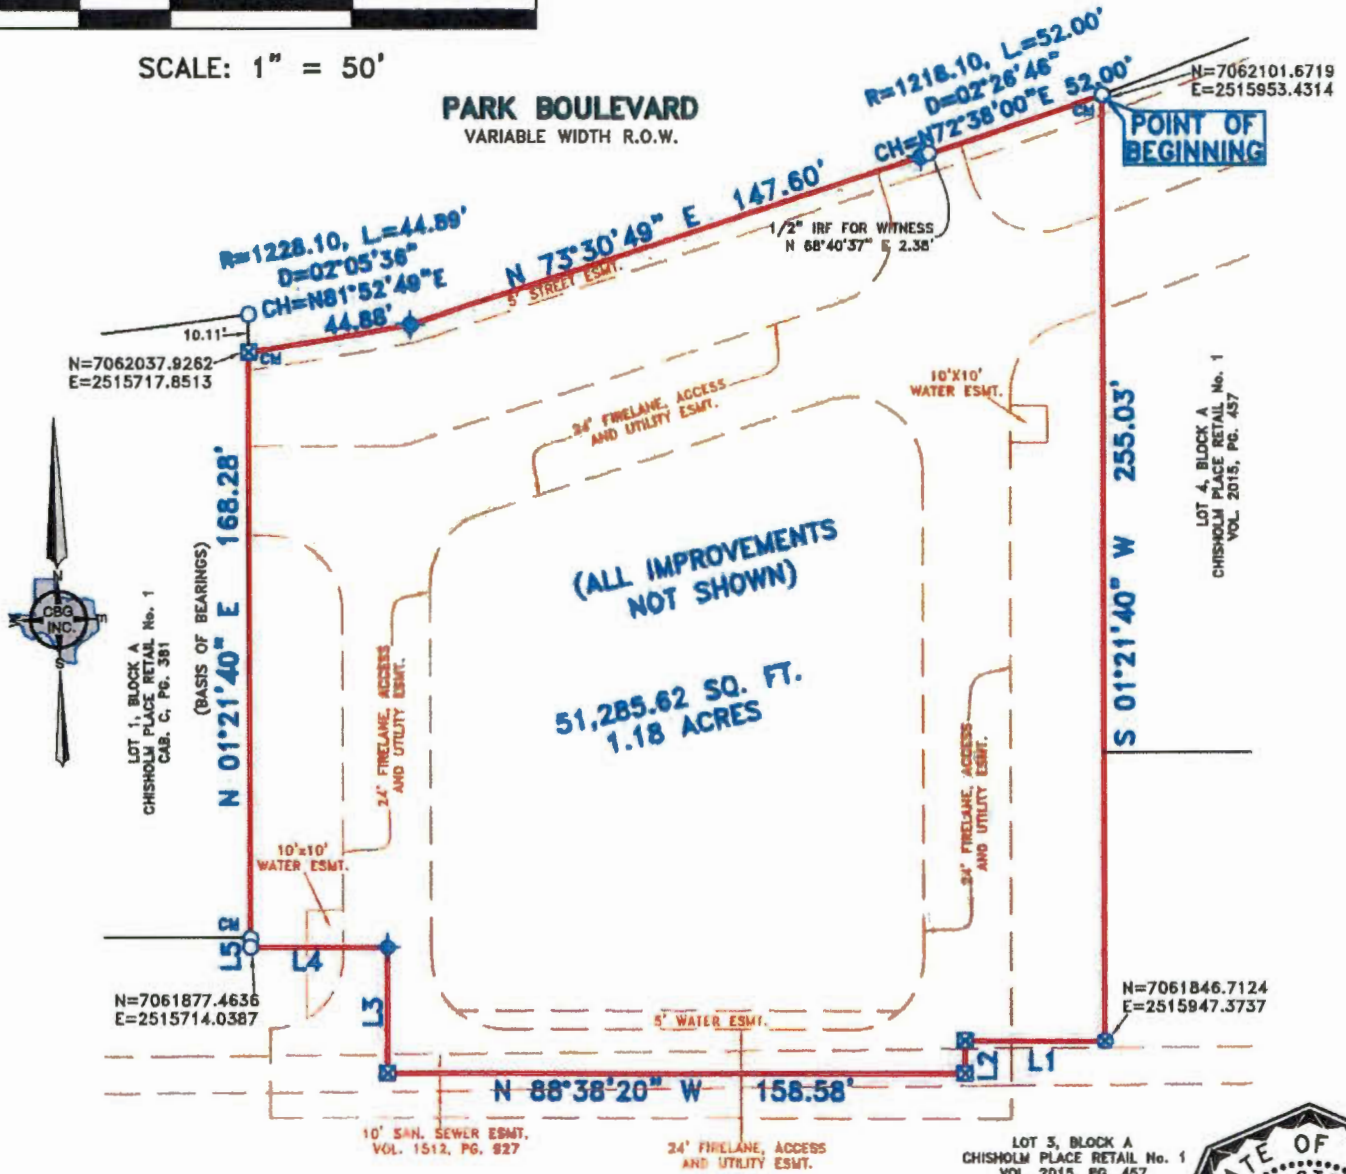 SCALE: 1" = 50'
PARK BOULEVARD
VARIABLE WIDTH R.O.W.
R=1218.10, L.=52.00'
D=02°26'46"
CH=N72°38'00"E 52.00'
N=7062101.6719
E=2515953.4314
CM
POINT OF
BEGINNING
R=1228.10, L.=44.89'
D=02°05'36"
CH=N81°52'49"E
44.88'
N 73°30'49" E 147.60'
5' STREET ESMT.
1/2" IRF FOR WITNESS
N 68°40'37" E 2.38'
10.11'
CM
N=7062037.9262
E=2515717.8513
24' FIRELANE, ACCESS
AND UTILITY ESMT.
10'X10'
WATER ESMT.
LOT 4, BLOCK A
CHISHOLM PLACE RETAIL No. 1
VOL. 2015, PG. 457
S 01°21'40" W 255.03'
N 01°21'40" E 168.28'
(BASIS OF BEARINGS)
LOT 1, BLOCK A
CHISHOLM PLACE RETAIL No. 1
CAB. C, PG. 381
N
W
CBG
INC.
E
S
(ALL IMPROVEMENTS
NOT SHOWN)
51,285.62 SQ. FT.
1.18 ACRES
24' FIRELANE, ACCESS
AND UTILITY ESMT.
24' FIRELANE, ACCESS
AND UTILITY ESMT.
10'x10'
WATER ESMT.
CM
L5
L4
L3
N=7061877.4636
E=2515714.0387
N=7061846.7124
E=2515947.3737
5' WATER ESMT.
L2
L1
N 88°38'20" W 158.58'
10' SAN. SEWER ESMT.
VOL. 1512, PG. 927
24' FIRELANE, ACCESS
AND UTILITY ESMT.
LOT 3, BLOCK A
CHISHOLM PLACE RETAIL No. 1
VOL. 2015, PG. 457
ATE OF